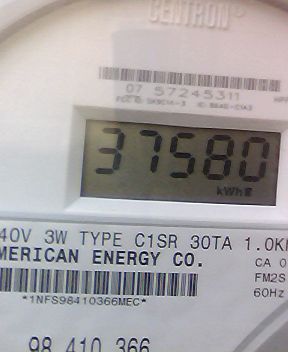 CENTRON
07 57245311
37580
kWh
40V 3W TYPE C1SR 30TA 1.0K
MERICAN ENERGY CO.
CA 0
FM2S
60Hz
*1NFS98410366MEC*
98 410 366